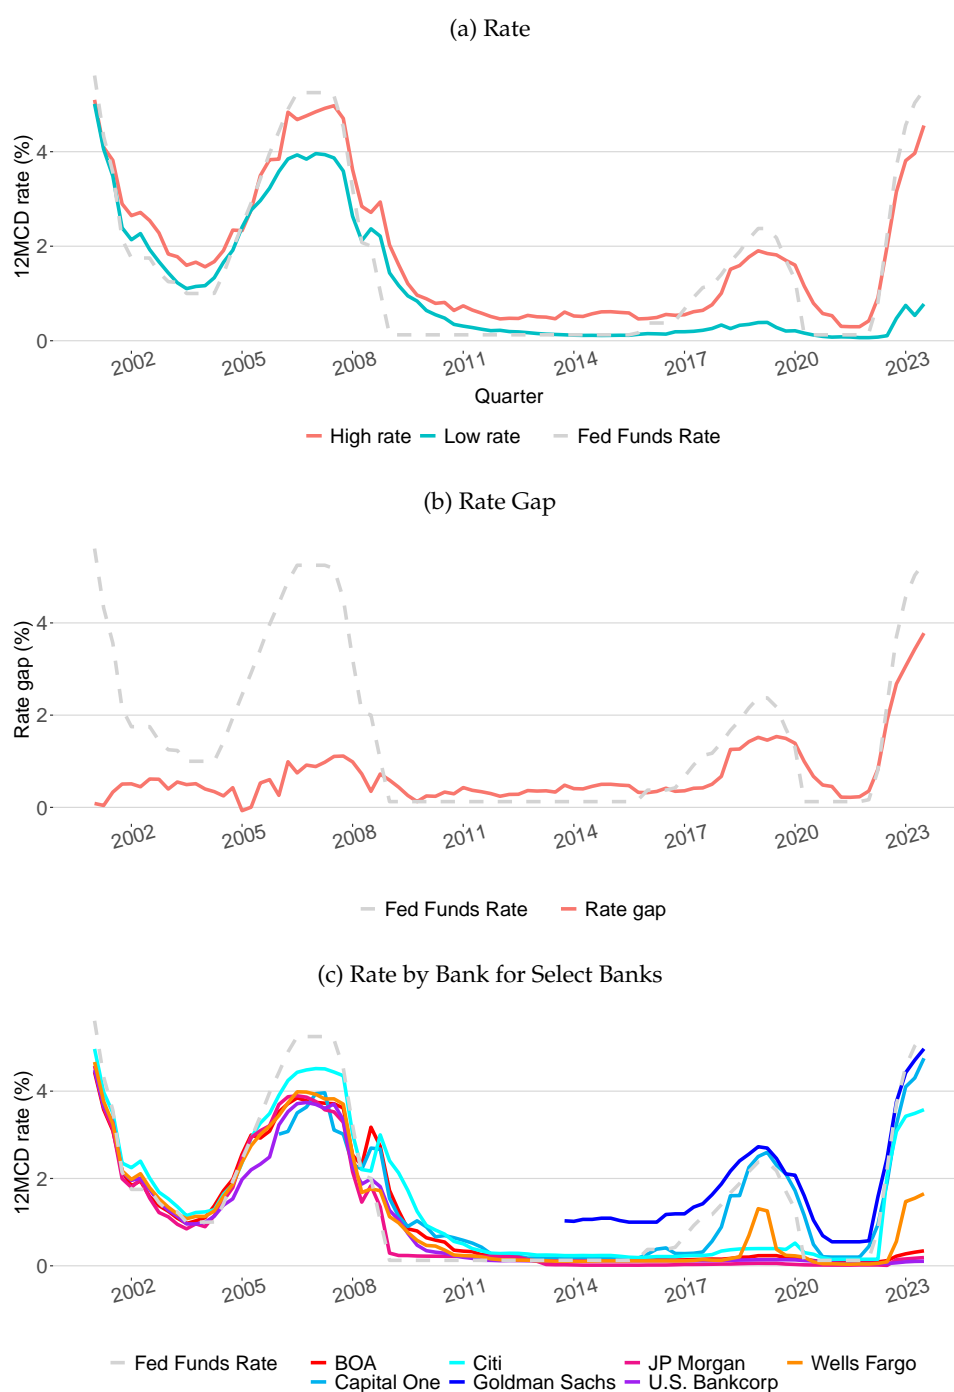 (a) Rate
12MCD rate (%)
4
2
0
2002 2005 2008 2011 2014 2017 2020 2023
Quarter
High rate Low rate Fed Funds Rate
(b) Rate Gap
Rate gap (%)
4
2
0
2002 2005 2008 2011 2014 2017 2020 2023
Fed Funds Rate Rate gap
(c) Rate by Bank for Select Banks
12MCD rate (%)
4
2
0
2002 2005 2008 2011 2014 2017 2020 2023
Fed Funds Rate BOA Citi JP Morgan Wells Fargo
Capital One Goldman Sachs U.S. Bankcorp